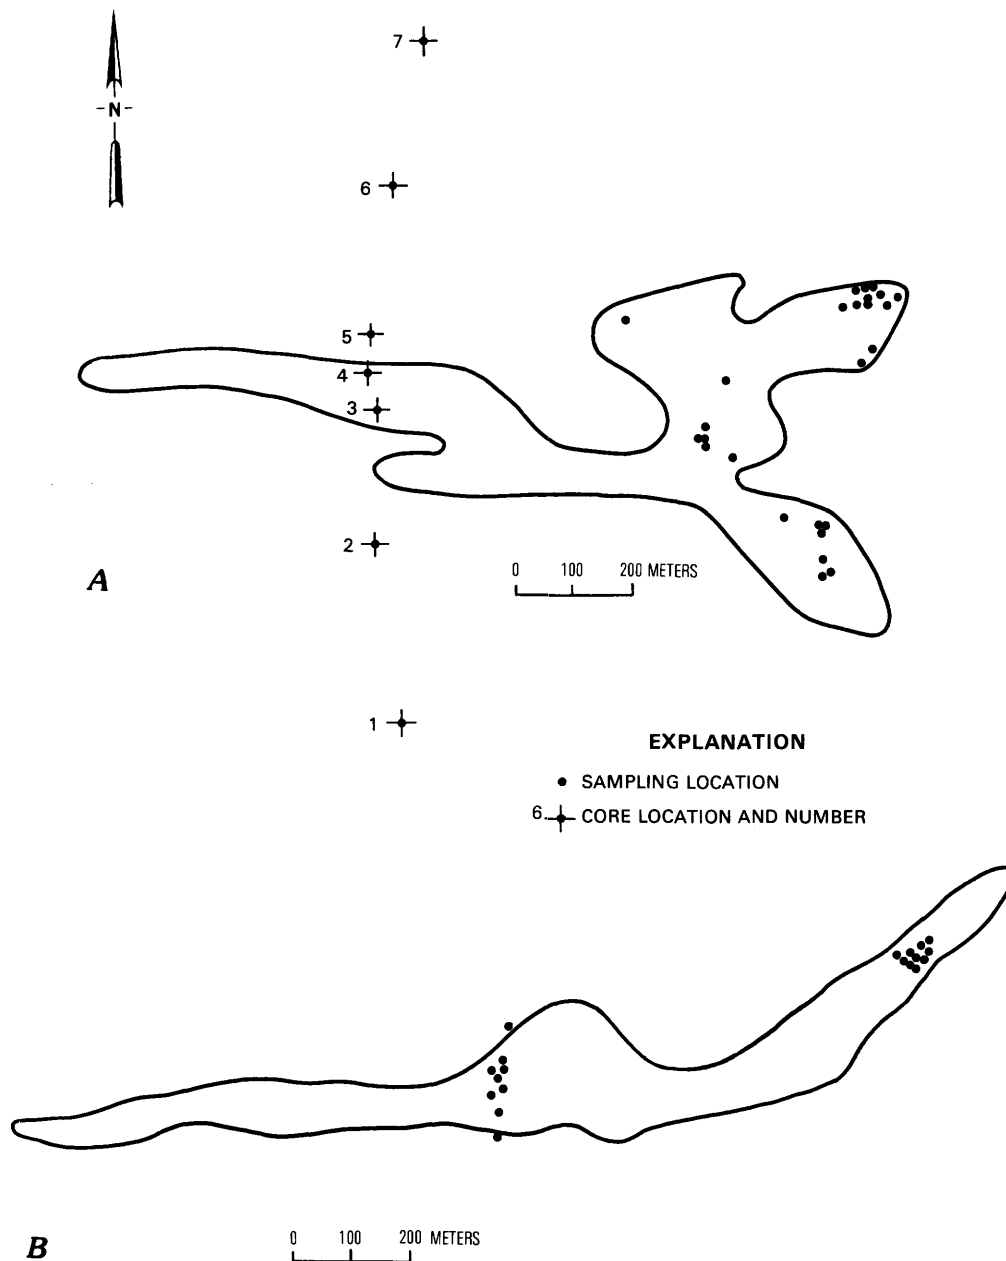 7
-N-
6
5
4
3
2
A
0 100 200 METERS
1
EXPLANATION
SAMPLING LOCATION
6. CORE LOCATION AND NUMBER
B
0 100 200 METERS